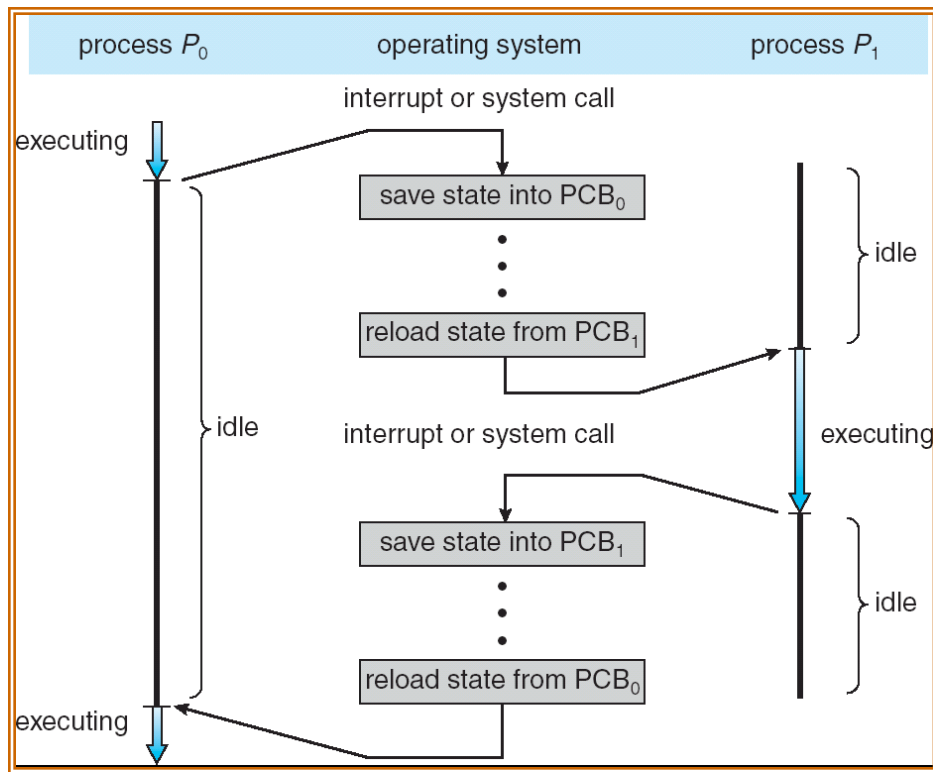 process P₀ operating system process P₁
interrupt or system call
executing
save state into PCB₀
idle
reload state from PCB₁
idle
interrupt or system call
executing
save state into PCB₁
idle
reload state from PCB₀
executing